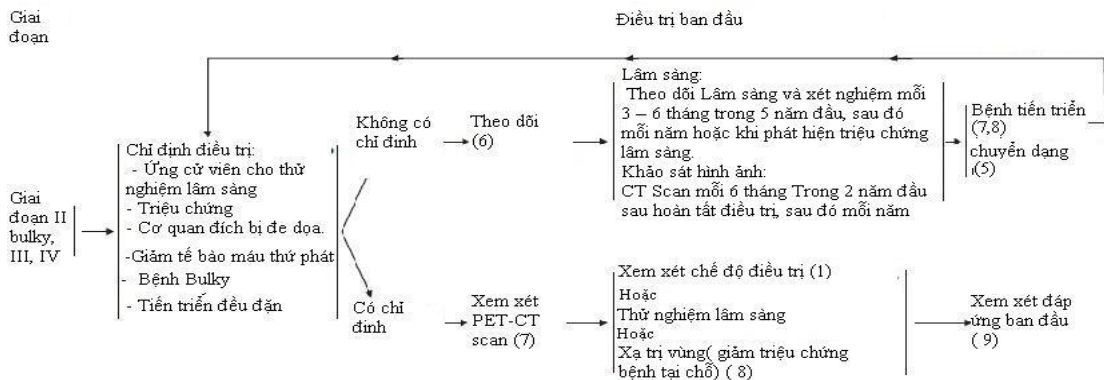 Giai
đoạn
Điều trị ban đầu
Giai
đoạn II
bulky,
III, IV
Chỉ định điều trị:
- Ứng cử viên cho thử
nghiệm lâm sàng
- Triệu chứng
- Cơ quan đích bị đe dọa.
-Giảm tế bào máu thứ phát
- Bệnh Bulky
- Tiến triển đều đặn
Không có
chỉ định
Theo dõi
(6)
Lâm sàng:
Theo dõi Lâm sàng và xét nghiệm mỗi
3 – 6 tháng trong 5 năm đầu, sau đó
mỗi năm hoặc khi phát hiện triệu chứng
lâm sàng.
Khảo sát hình ảnh:
CT Scan mỗi 6 tháng Trong 2 năm đầu
sau hoàn tất điều trị, sau đó mỗi năm
Bệnh tiến triển
(7,8)
chuyển dạng
(5)
Có chỉ
định
Xem xét
PET-CT
scan (7)
Xem xét chế độ điều trị (1)
Hoặc
Thử nghiệm lâm sàng
Hoặc
Xạ trị vùng( giảm triệu chứng
bệnh tại chỗ) ( 8)
Xem xét đáp
ứng ban đầu
( 9)